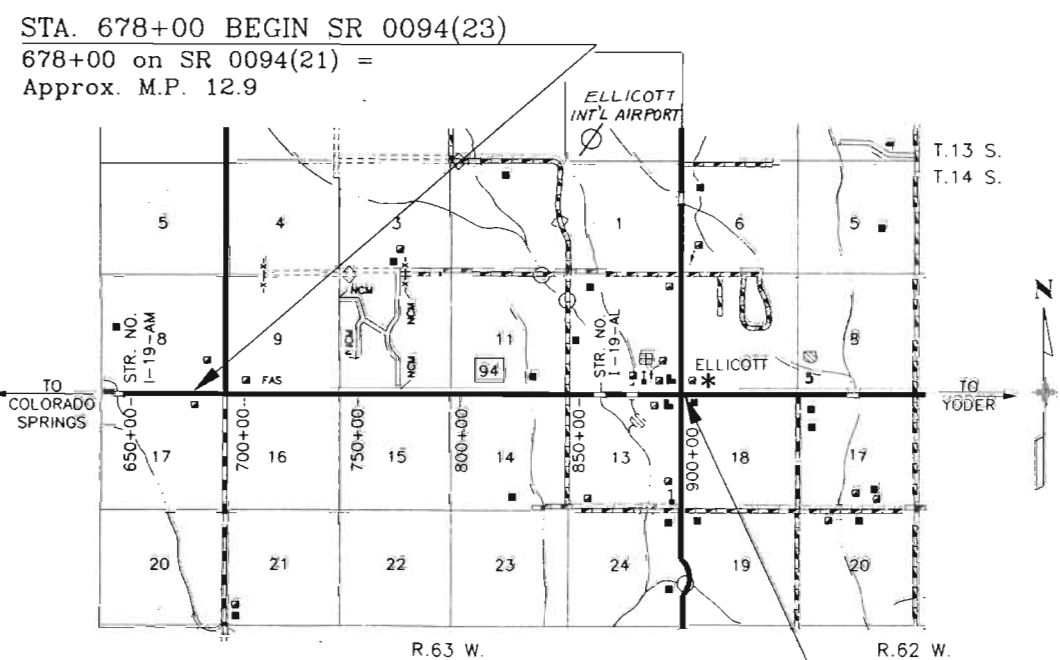 STA. 678+00 BEGIN SR 0094(23)
678+00 on SR 0094(21) =
Approx. M.P. 12.9
ELLICOTT
INT'L AIRPORT
T.13 S.
T.14 S.
5
4
3
1
6
5
N
NCM
NCM
NCM
NCM
STR. NO.
I-19-AM
8
9
11
STR. NO.
I-19-AL
8
FAS
94
ELLICOTT
5
TO
COLORADO
SPRINGS
TO
YODER
650+00
700+00
750+00
800+00
850+00
900+00
17
16
15
14
13
18
17
20
21
22
23
24
19
20
R.63 W.
R.62 W.